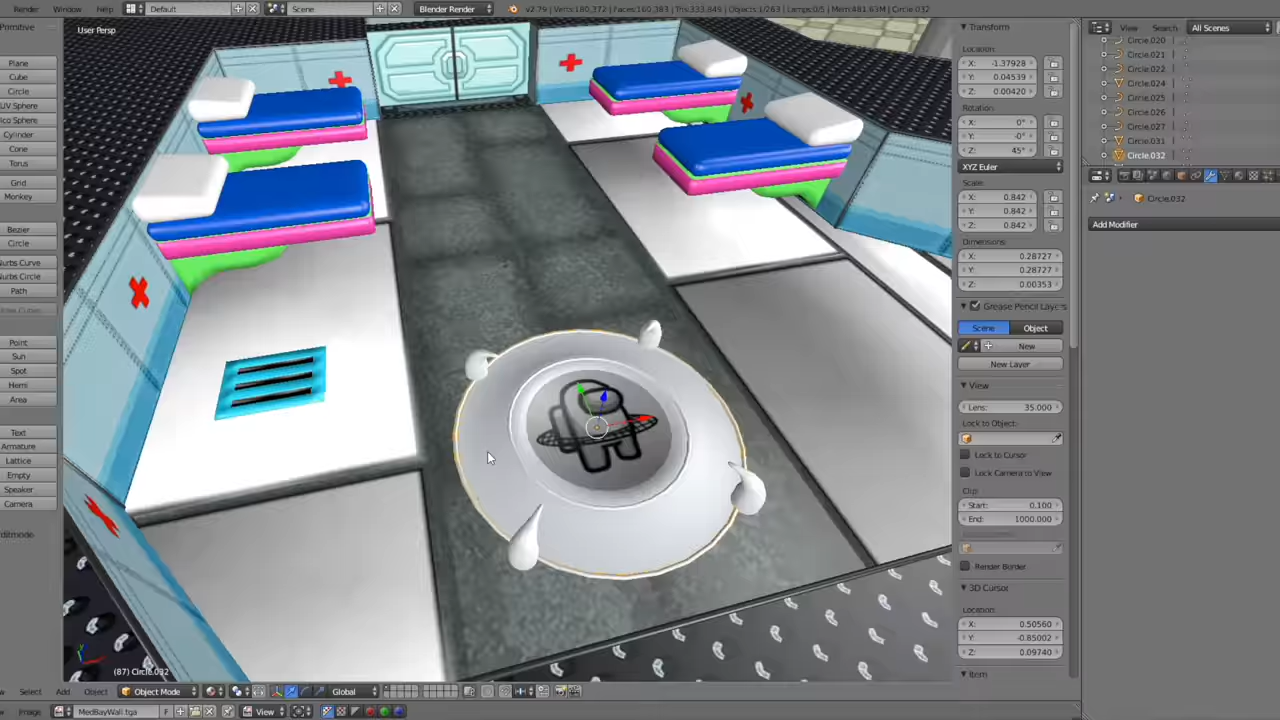 Render Window Help Default Scene Blender Render v2.79 | Verts:180,372 | Faces:160,383 | Tris:333,849 | Objects:1/263 | Lamps:0/5 | Mem:481.63M | Circle.032
User Persp
Plane
Cube
Circle
UV Sphere
Ico Sphere
Cylinder
Cone
Torus
Grid
Monkey
Bezier
Circle
Nurbs Curve
Nurbs Circle
Path
Point
Sun
Spot
Hemi
Area
Text
Armature
Lattice
Empty
Speaker
Camera
(87) Circle.032
Select Add Object Object Mode Global
Image MedBayWall.tga F View
Transform
Location:
X: -1.37928
Y: 0.04539
Z: 0.00420
Rotation:
X: 0°
Y: -0°
Z: 45°
XYZ Euler
Scale:
X: 0.842
Y: 0.842
Z: 0.842
Dimensions:
X: 0.28727
Y: 0.28727
Z: 0.00353
Grease Pencil Layers
Scene Object
New
New Layer
View
Lens: 35.000
Lock to Object:
Lock to Cursor
Lock Camera to View
Clip:
Start: 0.100
End: 1000.000
Render Border
3D Cursor
Location:
X: 0.50560
Y: -0.85002
Z: 0.09740
Item
View Search All Scenes
Circle.020
Circle.021
Circle.022
Circle.024
Circle.025
Circle.026
Circle.027
Circle.031
Circle.032
Circle.032
Add Modifier